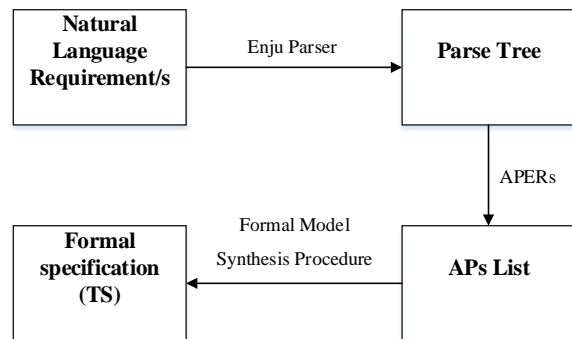 Natural
Language
Requirement/s
Enju Parser
Parse Tree
APERs
Formal Model
Synthesis Procedure
APs List
Formal
specification
(TS)